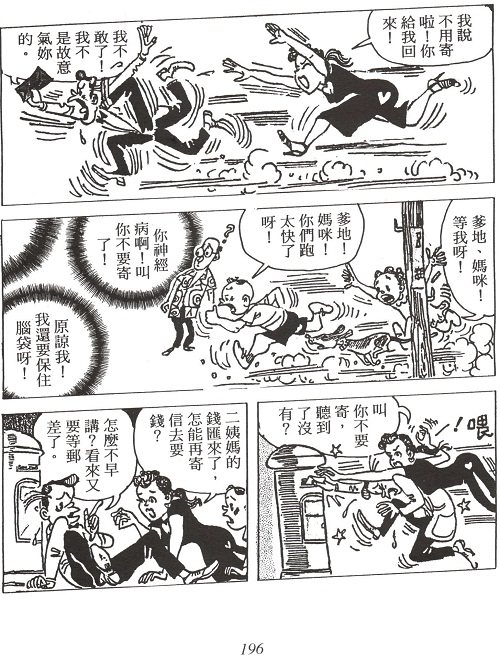 我說
不用寄
啦！你
給我回
來！
我不
敢了！
我不
是故意
氣妳
的。
爹地、媽咪！
等我呀！
爹地！
媽咪！
你們跑
太快了
呀！
？
你神經
病啊！叫
你不要寄
了！
原諒我！
我還要保住
腦袋呀！
喂！
叫
你不要
寄，
聽到
了沒
有？
二姨媽的
錢匯來了，
怎能再寄
信去要
錢？
怎麼不早
講？看來又
要等郵
差了。
196